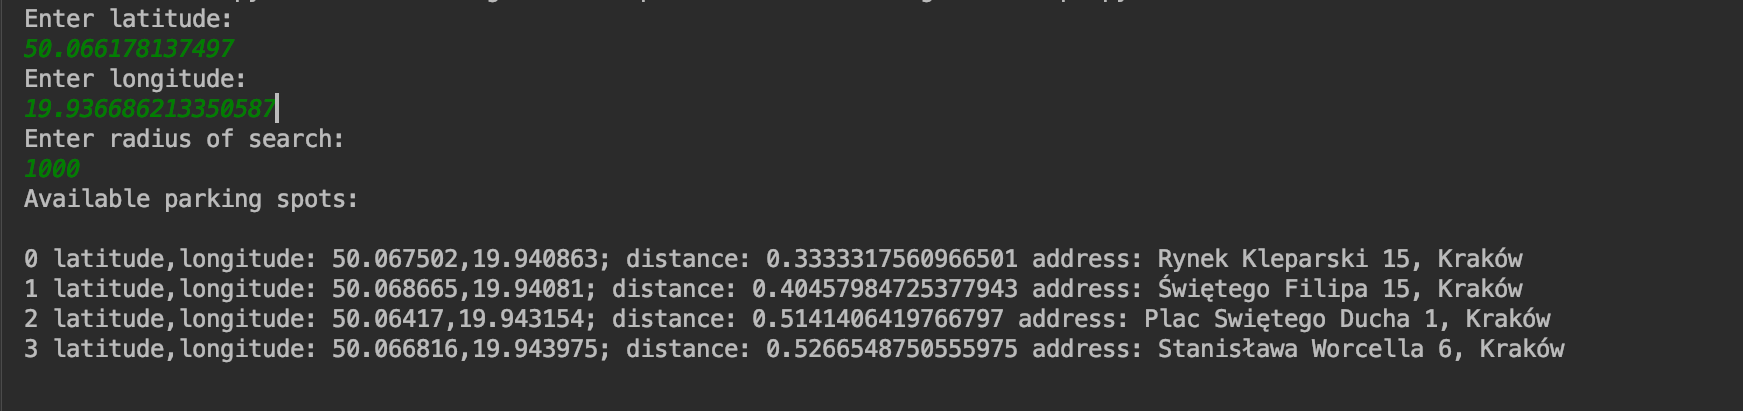 Enter latitude:
50.066178137497
Enter longitude:
19.936686213350587
Enter radius of search:
1000
Available parking spots:
0 latitude,longitude: 50.067502,19.940863; distance: 0.3333317560966501 address: Rynek Kleparski 15, Kraków
1 latitude,longitude: 50.068665,19.94081; distance: 0.40457984725377943 address: Świętego Filipa 15, Kraków
2 latitude,longitude: 50.06417,19.943154; distance: 0.5141406419766797 address: Plac Swiętego Ducha 1, Kraków
3 latitude,longitude: 50.066816,19.943975; distance: 0.5266548750555975 address: Stanisława Worcella 6, Kraków